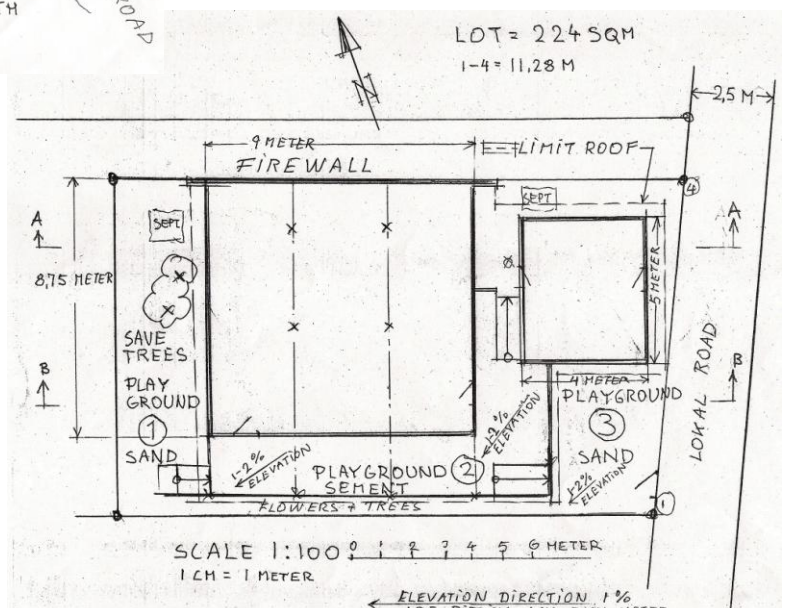 ROAD
LOT = 224 SQM
1-4 = 11,28 M
N
2,5 M
9 METER
FIREWALL
LIMIT ROOF
4
SEPT
SEPT
A
A
8,75 METER
5 METER
SAVE
TREES
B
B
PLAY
GROUND
1
SAND
4 METER
PLAYGROUND
3
SAND
LOKAL ROAD
1-2%
ELEVATION
1-2%
ELEVATION
1-2%
ELEVATION
PLAYGROUND 2
SEMENT
FLOWERS + TREES
1
SCALE 1:100 0 1 2 3 4 5 6 METER
1 CM = 1 METER
ELEVATION DIRECTION 1%